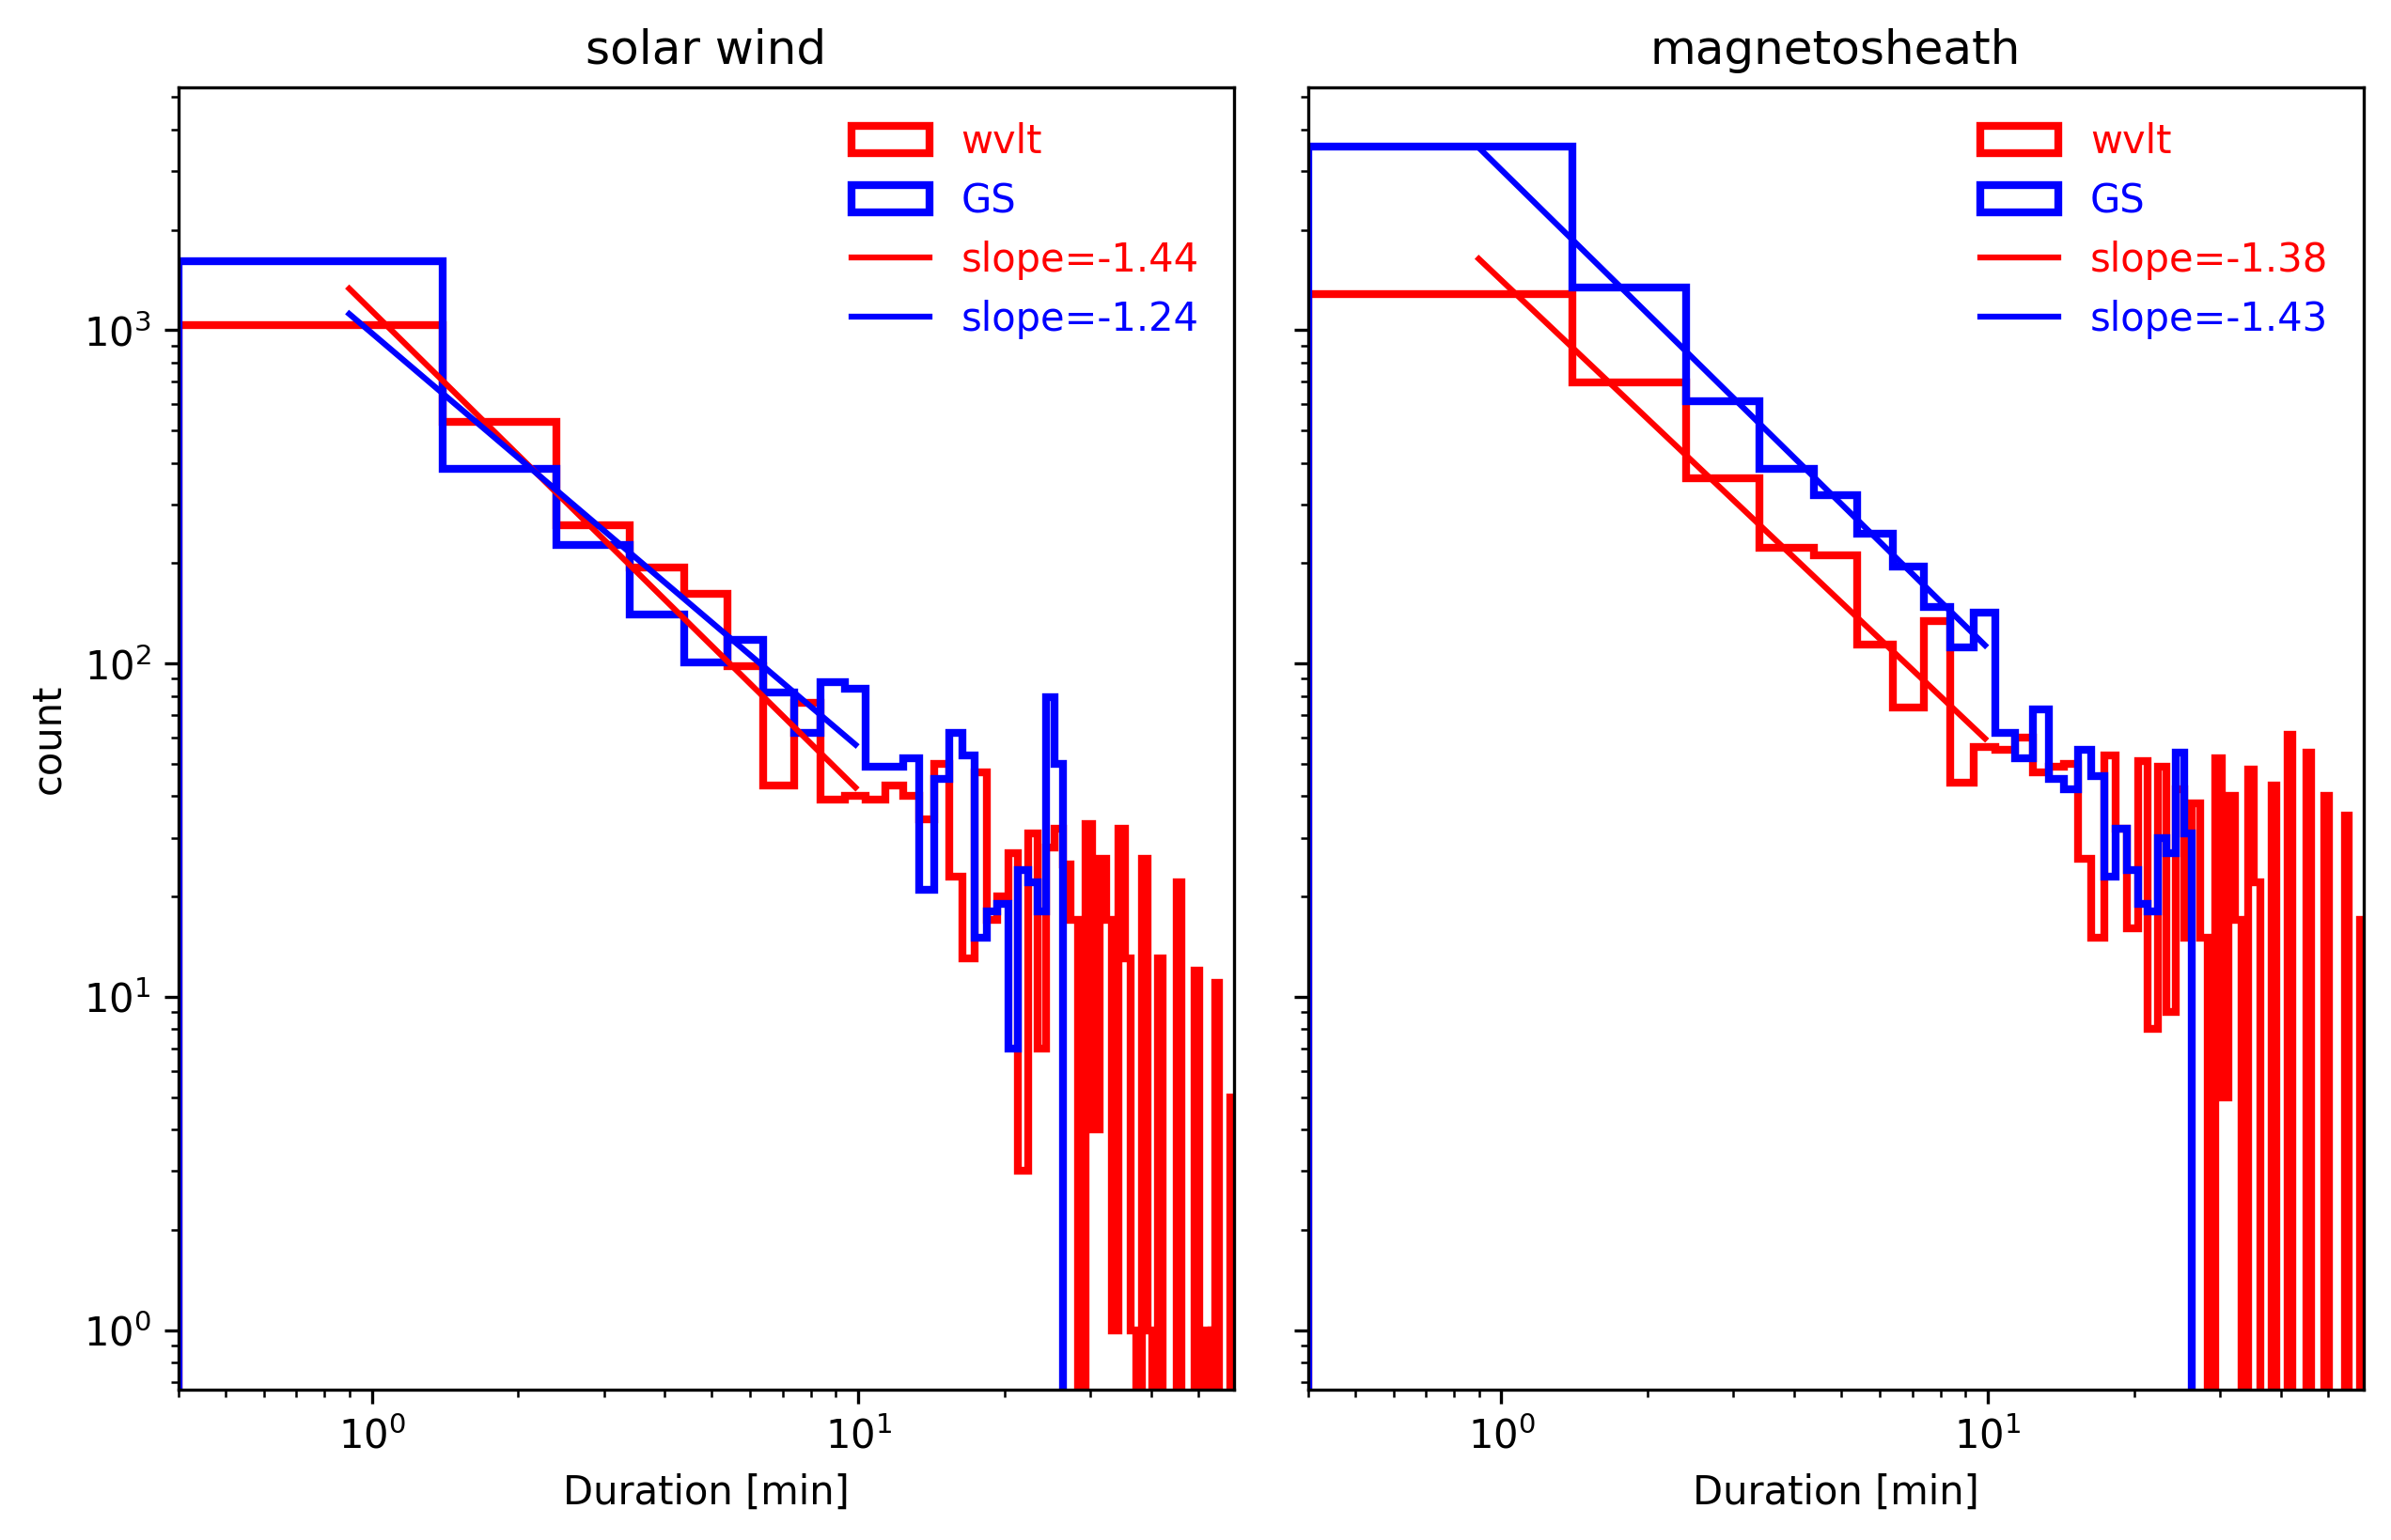 solar wind
wvlt
GS
slope=-1.44
slope=-1.24
10³
10²
10¹
10⁰
count
10⁰
10¹
Duration [min]
magnetosheath
wvlt
GS
slope=-1.38
slope=-1.43
10⁰
10¹
Duration [min]